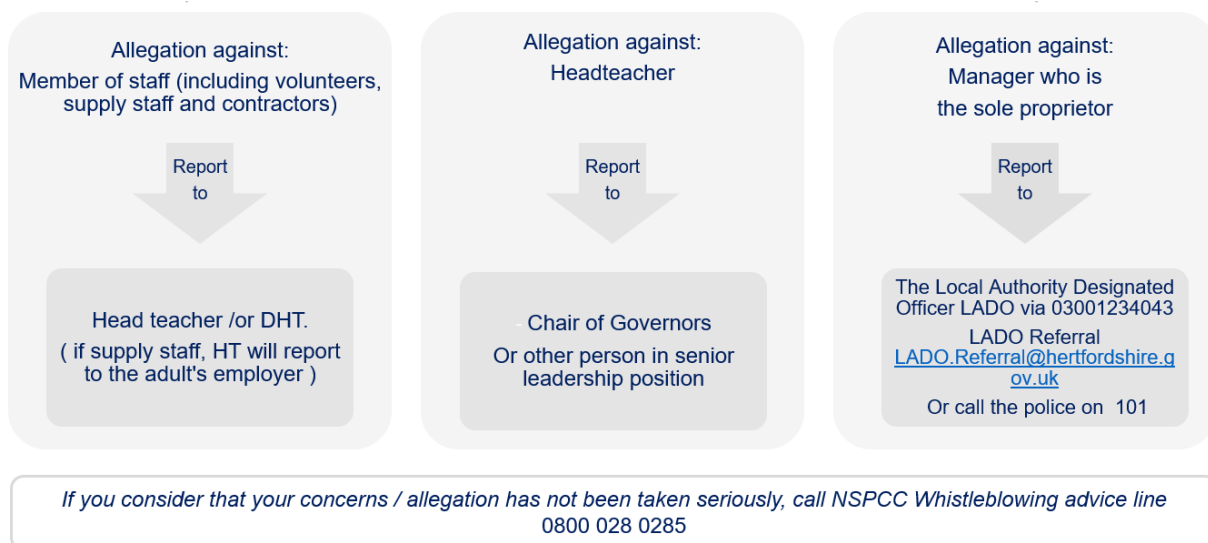 Allegation against:
Member of staff (including volunteers,
supply staff and contractors)
Report
to
Head teacher /or DHT.
( if supply staff, HT will report
to the adult's employer )
Allegation against:
Headteacher
Report
to
- Chair of Governors
Or other person in senior
leadership position
Allegation against:
Manager who is
the sole proprietor
Report
to
The Local Authority Designated
Officer LADO via 03001234043
LADO Referral
LADO.Referral@hertfordshire.g
ov.uk
Or call the police on 101
If you consider that your concerns / allegation has not been taken seriously, call NSPCC Whistleblowing advice line
0800 028 0285